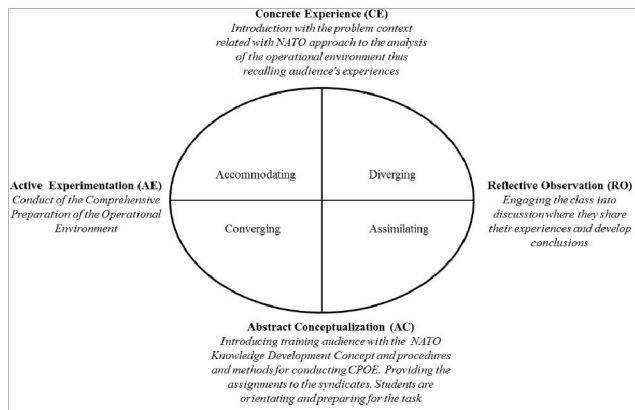 Concrete Experience (CE)
Introduction with the problem context
related with NATO approach to the analysis
of the operational environment thus
recalling audience's experiences
Accommodating
Diverging
Active Experimentation (AE)
Conduct of the Comprehensive
Preparation of the Operational
Environment
Reflective Observation (RO)
Engaging the class into
discussion where they share
their experiences and develop
conclusions
Converging
Assimilating
Abstract Conceptualization (AC)
Introducing training audience with the NATO
Knowledge Development Concept and procedures
and methods for conducting CPOE. Providing the
assignments to the syndicates. Students are
orientating and preparing for the task